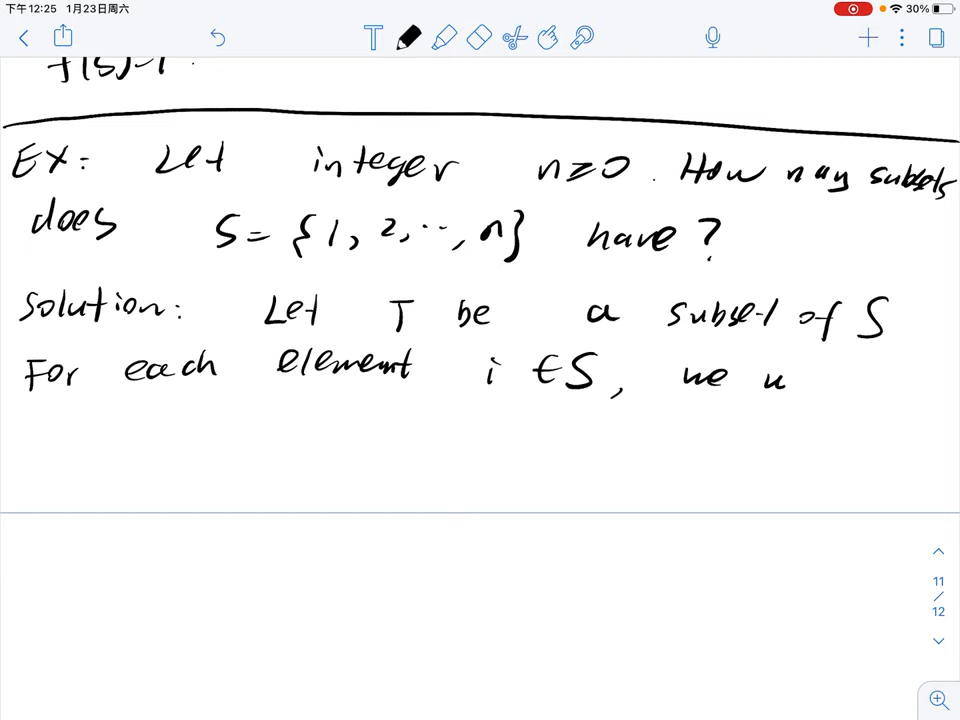 下午12:25 1月23日周六
30%
f(s)-1
EX: Let integer n≥0. How many subsets
does S = {1, 2, ..., n} have?
Solution: Let T be a subset of S
For each element i ∈ S, we
11
/
12